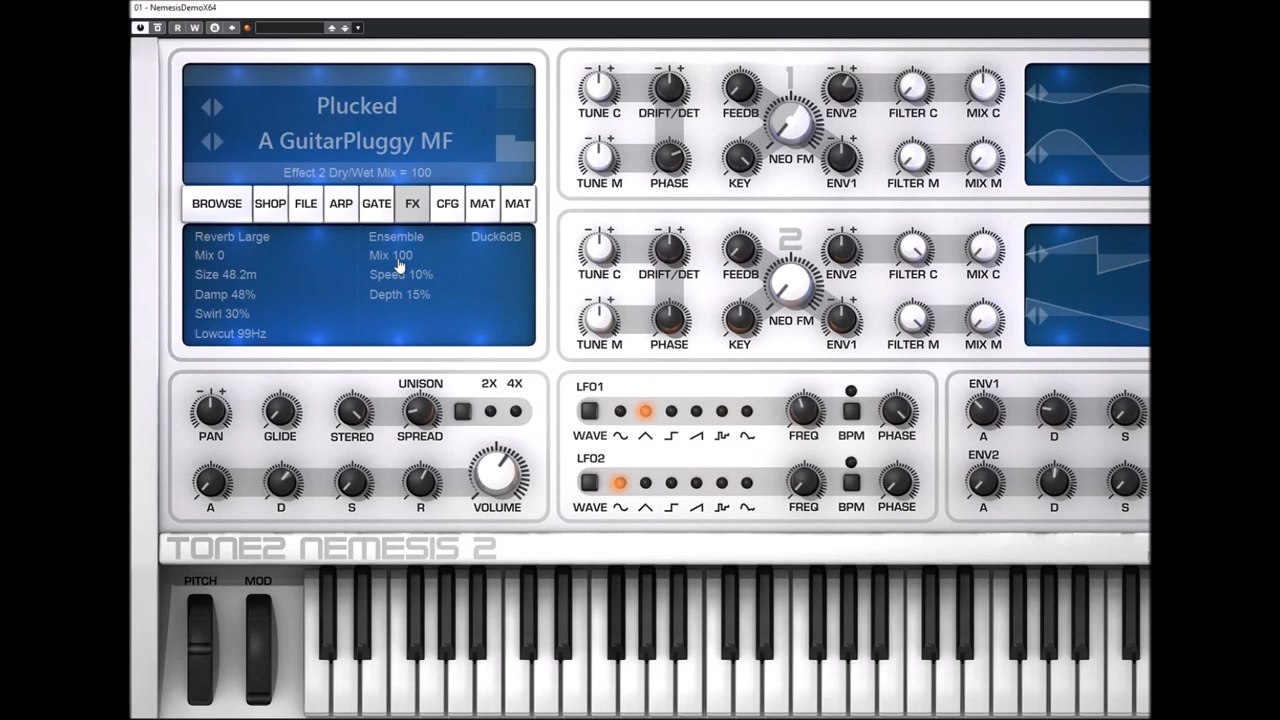 01 - NemesisDemoX64
R W
Plucked
A GuitarPluggy MF
Effect 2 Dry/Wet Mix = 100
BROWSE SHOP FILE ARP GATE FX CFG MAT MAT
Reverb Large Ensemble Duck6dB
Mix 0 Mix 100
Size 48.2m Speed 10%
Damp 48% Depth 15%
Swirl 30%
Lowcut 99Hz
1
TUNE C DRIFT/DET FEEDB ENV2 FILTER C MIX C
NEO FM
TUNE M PHASE KEY ENV1 FILTER M MIX M
2
TUNE C DRIFT/DET FEEDB ENV2 FILTER C MIX C
NEO FM
TUNE M PHASE KEY ENV1 FILTER M MIX M
UNISON 2X 4X
PAN GLIDE STEREO SPREAD
A D S R VOLUME
LFO1
WAVE FREQ BPM PHASE
LFO2
WAVE FREQ BPM PHASE
ENV1
A D S
ENV2
A D S
TONE2 NEMESIS 2
PITCH MOD